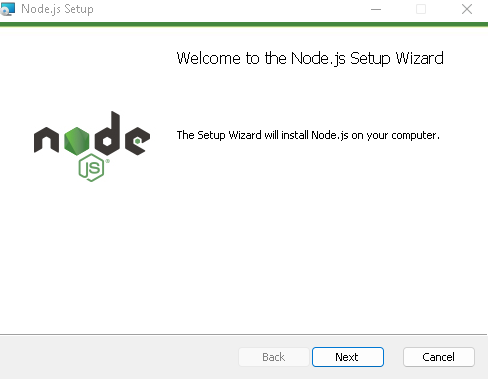 Node.js Setup
Welcome to the Node.js Setup Wizard
node
JS
The Setup Wizard will install Node.js on your computer.
Back
Next
Cancel